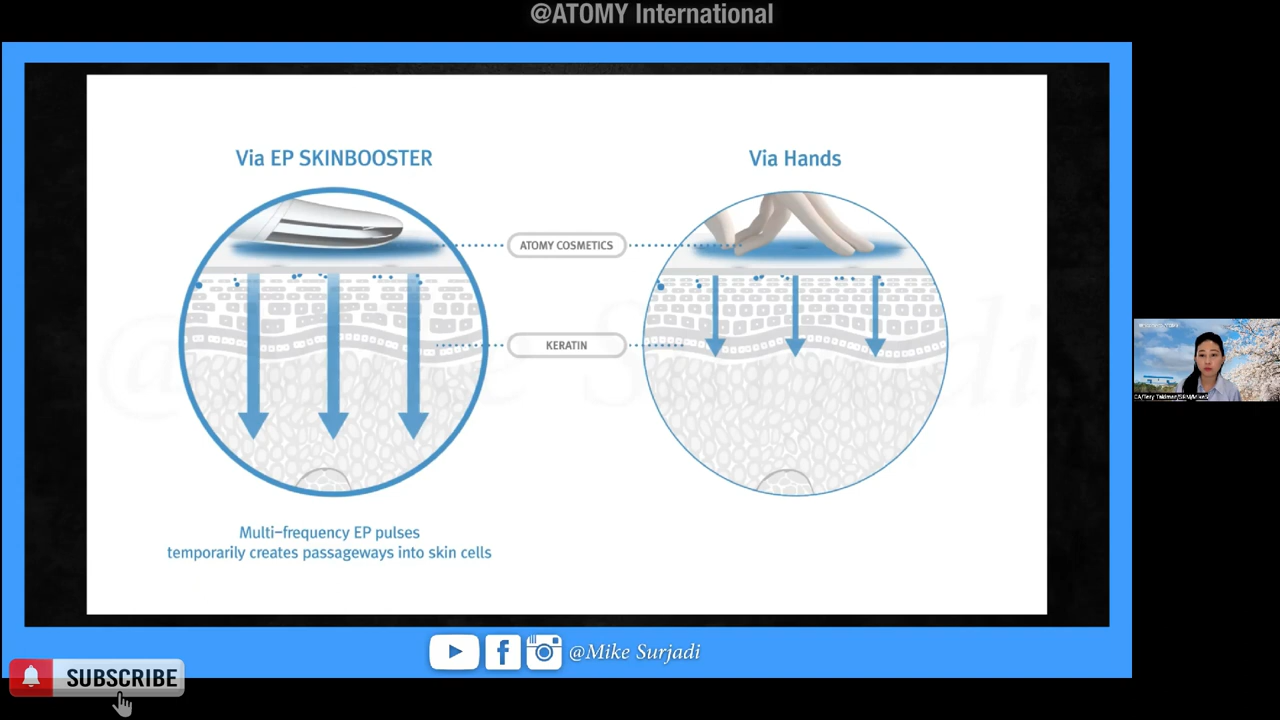 @ATOMY International
Via EP SKINBOOSTER
Via Hands
ATOMY COSMETICS
KERATIN
Multi-frequency EP pulses
temporarily creates passageways into skin cells
@Mike Surjadi
SUBSCRIBE